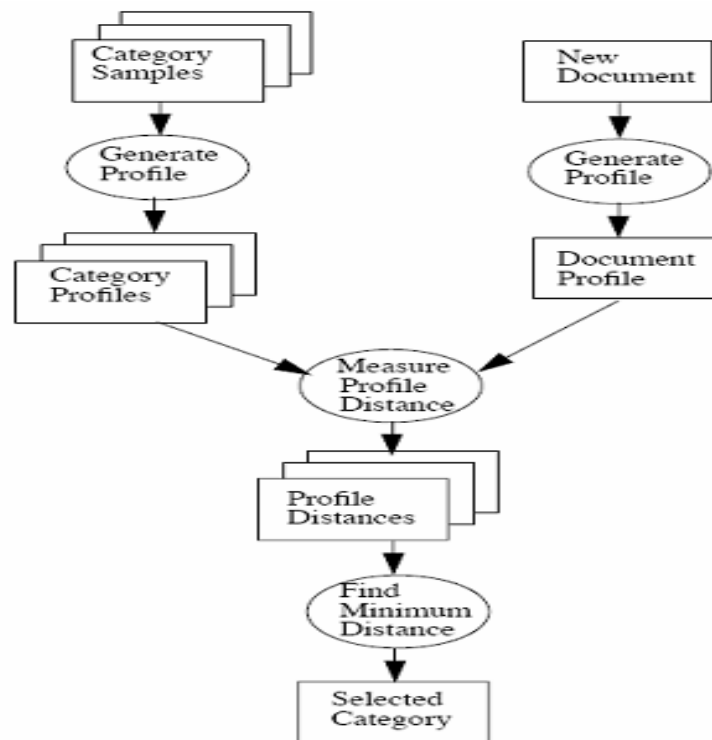 Category
Samples
New
Document
Generate
Profile
Generate
Profile
Category
Profiles
Document
Profile
Measure
Profile
Distance
Profile
Distances
Find
Minimum
Distance
Selected
Category